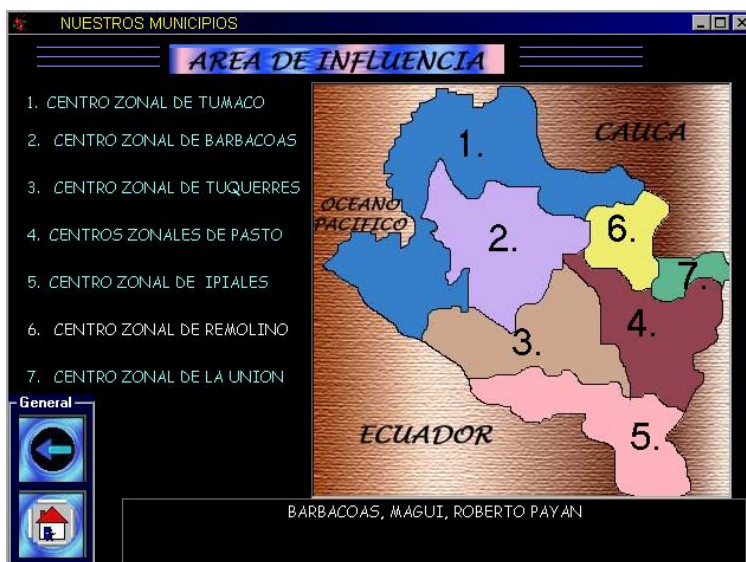 NUESTROS MUNICIPIOS
AREA DE INFLUENCIA
1. CENTRO ZONAL DE TUMACO
2. CENTRO ZONAL DE BARBACOAS
3. CENTRO ZONAL DE TUQUERRES
4. CENTROS ZONALES DE PASTO
5. CENTRO ZONAL DE IPIALES
6. CENTRO ZONAL DE REMOLINO
7. CENTRO ZONAL DE LA UNION
General
CAUCA
OCEANO
PACIFICO
ECUADOR
1.
2.
3.
4.
5.
6.
7.
BARBACOAS, MAGUI, ROBERTO PAYAN